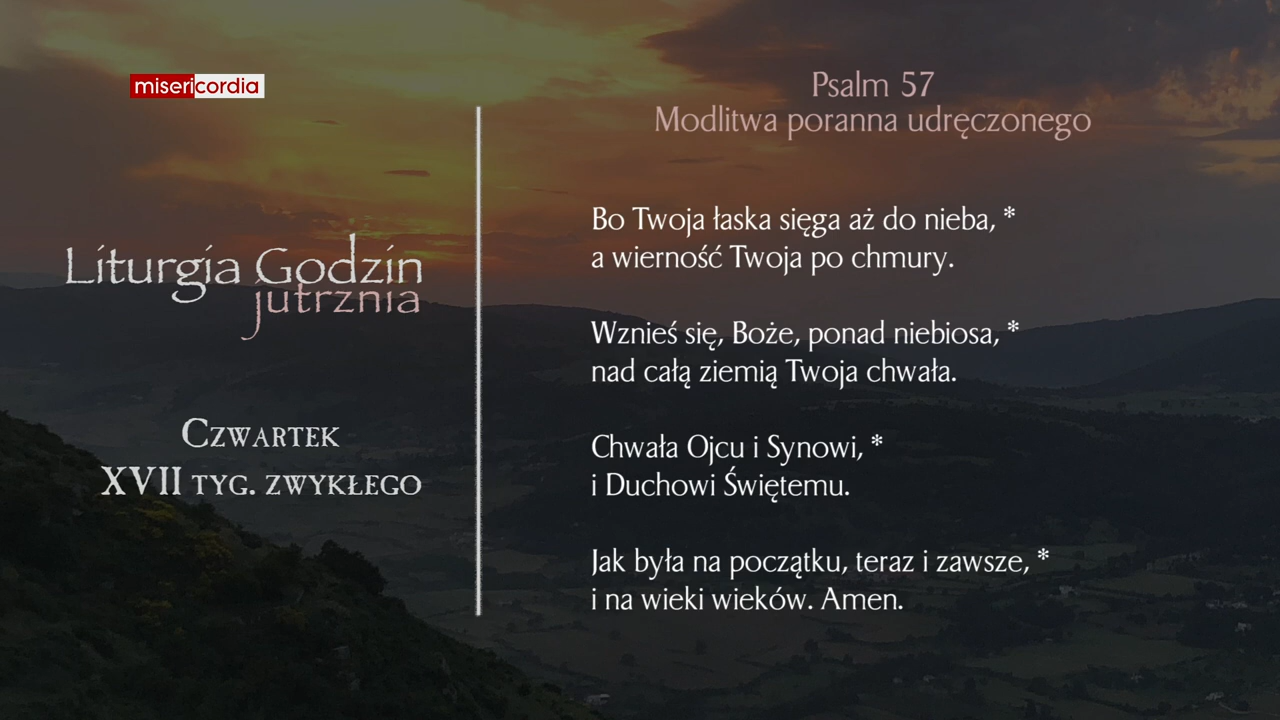 misericordia
Liturgia Godzin
jutrznia
Czwartek
XVII tyg. zwykłego
Psalm 57
Modlitwa poranna udręczonego
Bo Twoja łaska sięga aż do nieba, *
a wierność Twoja po chmury.
Wznieś się, Boże, ponad niebiosa, *
nad całą ziemią Twoja chwała.
Chwała Ojcu i Synowi, *
i Duchowi Świętemu.
Jak była na początku, teraz i zawsze, *
i na wieki wieków. Amen.